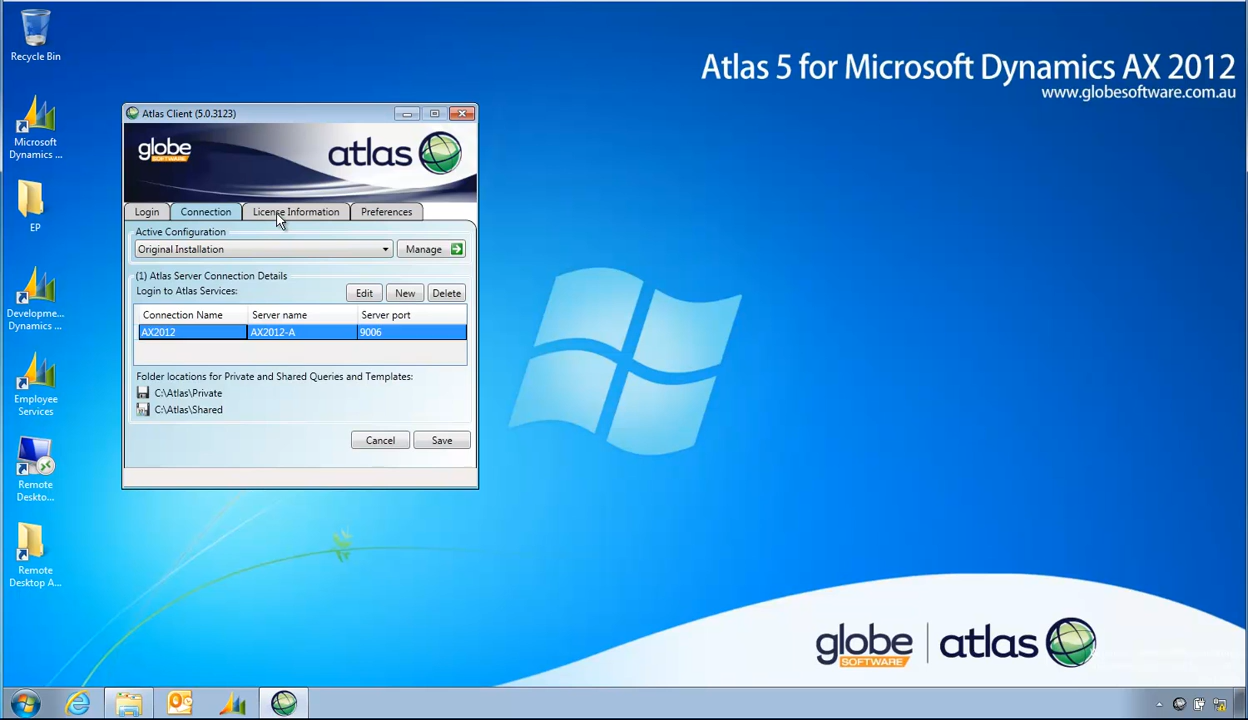 Recycle Bin
Microsoft
Dynamics ...
EP
Developme...
Dynamics ...
Employee
Services
Remote
Deskto...
Remote
Desktop A...
Atlas 5 for Microsoft Dynamics AX 2012
www.globesoftware.com.au
Atlas Client (5.0.3123)
globe
SOFTWARE
atlas
Login
Connection
License Information
Preferences
Active Configuration
Original Installation
Manage
(1) Atlas Server Connection Details
Login to Atlas Services:
Edit
New
Delete
Connection Name Server name Server port
AX2012 AX2012-A 9006
Folder locations for Private and Shared Queries and Templates:
C:\Atlas\Private
C:\Atlas\Shared
Cancel
Save
globe
SOFTWARE
atlas